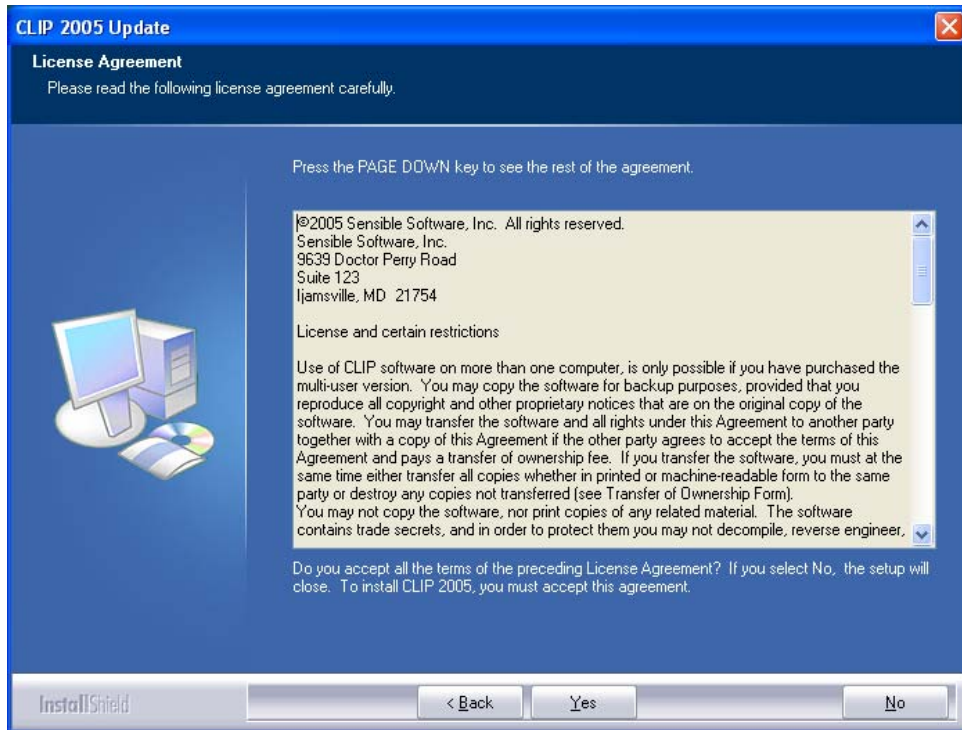 CLIP 2005 Update
License Agreement
Please read the following license agreement carefully.
Press the PAGE DOWN key to see the rest of the agreement.
©2005 Sensible Software, Inc.  All rights reserved.
Sensible Software, Inc.
9639 Doctor Perry Road
Suite 123
Ijamsville, MD  21754
License and certain restrictions
Use of CLIP software on more than one computer, is only possible if you have purchased the
multi-user version.  You may copy the software for backup purposes, provided that you
reproduce all copyright and other proprietary notices that are on the original copy of the
software.  You may transfer the software and all rights under this Agreement to another party
together with a copy of this Agreement if the other party agrees to accept the terms of this
Agreement and pays a transfer of ownership fee.  If you transfer the software, you must at the
same time either transfer all copies whether in printed or machine-readable form to the same
party or destroy any copies not transferred (see Transfer of Ownership Form).
You may not copy the software, nor print copies of any related material.  The software
contains trade secrets, and in order to protect them you may not decompile, reverse engineer,
Do you accept all the terms of the preceding License Agreement?  If you select No,  the setup will
close.  To install CLIP 2005, you must accept this agreement.
InstallShield
< Back
Yes
No